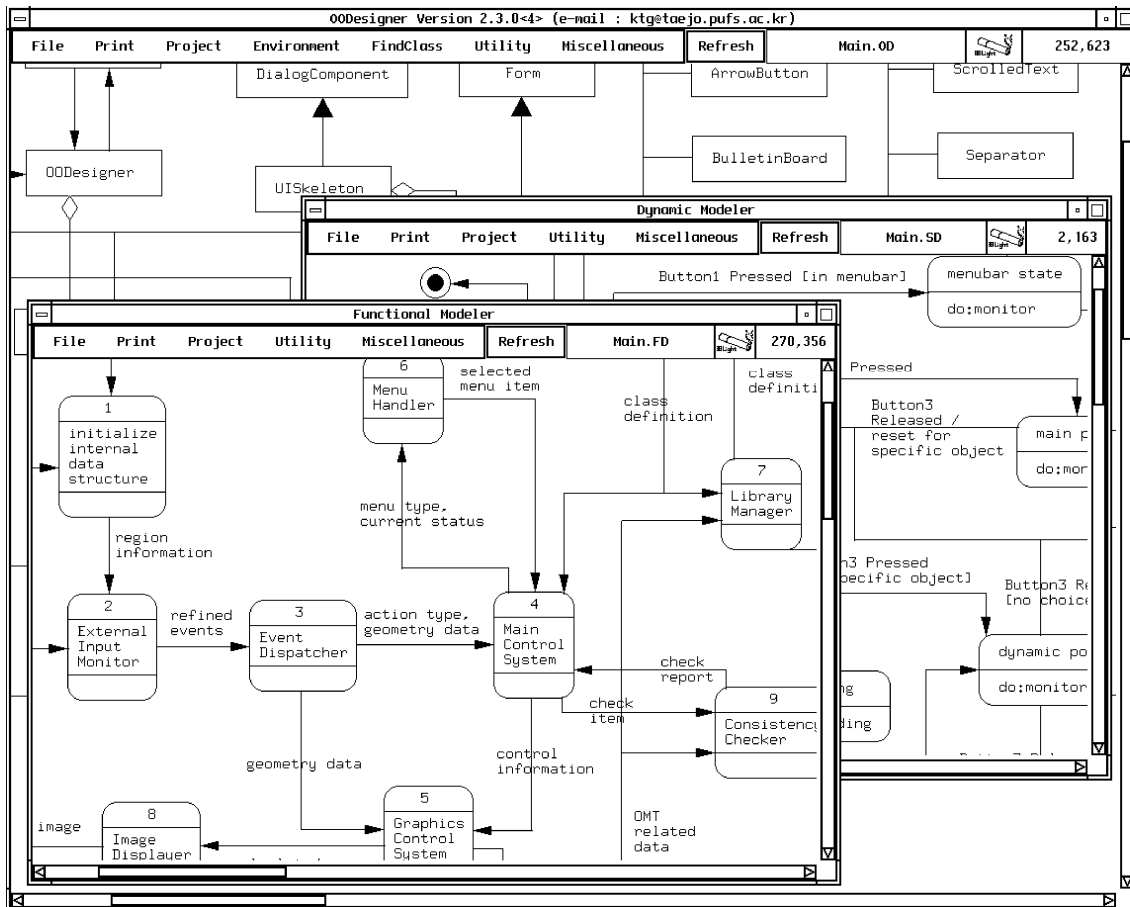 OODesigner Version 2.3.0<4> (e-mail : ktg@taejo.pufs.ac.kr)
File Print Project Environment FindClass Utility Miscellaneous Refresh Main.OD 252,623
DialogComponent
Form
ArrowButton
ScrolledText
OODesigner
UISkeleton
BulletinBoard
Separator
Dynamic Modeler
File Print Project Utility Miscellaneous Refresh Main.SD 2,163
Button1 Pressed [in menubar]
menubar state
do:monitor
Pressed
Button3
Released /
reset for
specific object
main p
do:mor
n3 Pressed
pecific object]
Button3 Re
[no choice
dynamic po
do:monitor
ng
ding
Functional Modeler
File Print Project Utility Miscellaneous Refresh Main.FD 270,356
6
Menu
Handler
selected
menu item
class
definition
class
definiti
1
initialize
internal
data
structure
7
Library
Manager
menu type,
current status
region
information
2
External
Input
Monitor
refined
events
3
Event
Dispatcher
action type,
geometry data
4
Main
Control
System
check
report
check
item
9
Consistency
Checker
geometry data
control
information
image
8
Image
Displayer
5
Graphics
Control
System
OMT
related
data